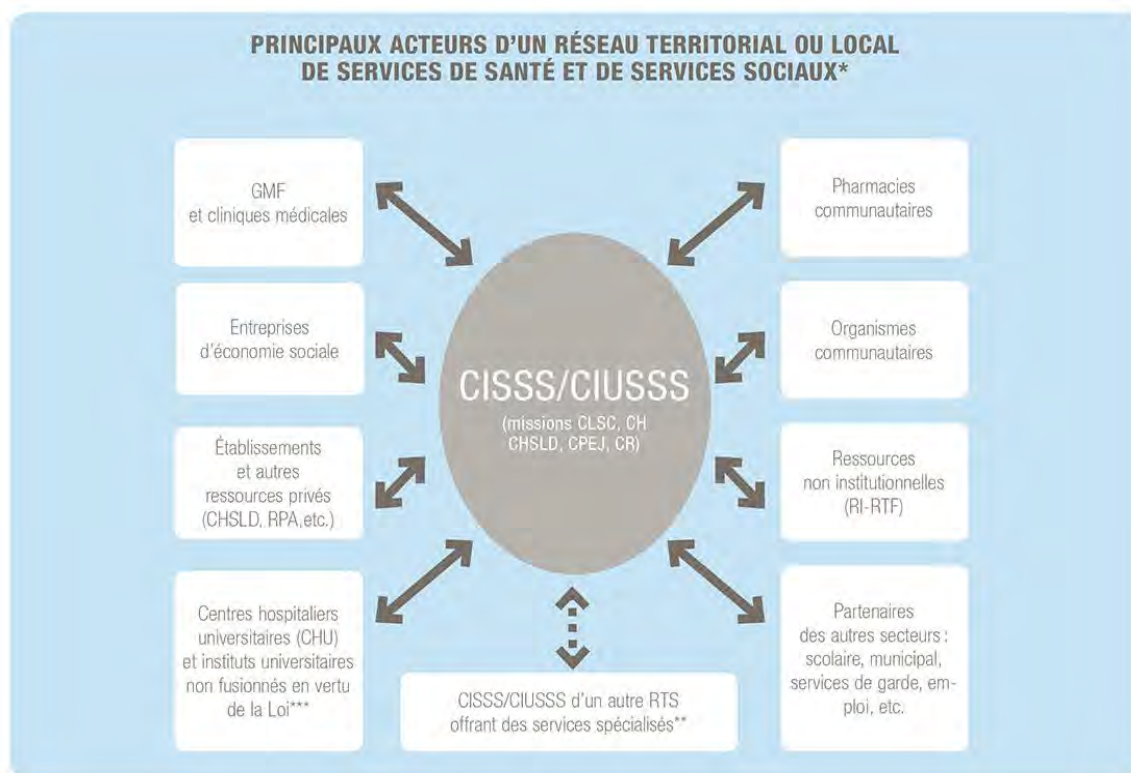 PRINCIPAUX ACTEURS D'UN RÉSEAU TERRITORIAL OU LOCAL
DE SERVICES DE SANTÉ ET DE SERVICES SOCIAUX*
GMF
et cliniques médicales
Entreprises
d'économie sociale
Établissements
et autres
ressources privés
(CHSLD, RPA,etc.)
Centres hospitaliers
universitaires (CHU)
et instituts universitaires
non fusionnés en vertu
de la Loi***
CISSS/CIUSSS
(missions CLSC, CH
CHSLD, CPEJ, CR)
CISSS/CIUSSS d'un autre RTS
offrant des services spécialisés**
Pharmacies
communautaires
Organismes
communautaires
Ressources
non institutionnelles
(RI-RTF)
Partenaires
des autres secteurs :
scolaire, municipal,
services de garde, em-
ploi, etc.